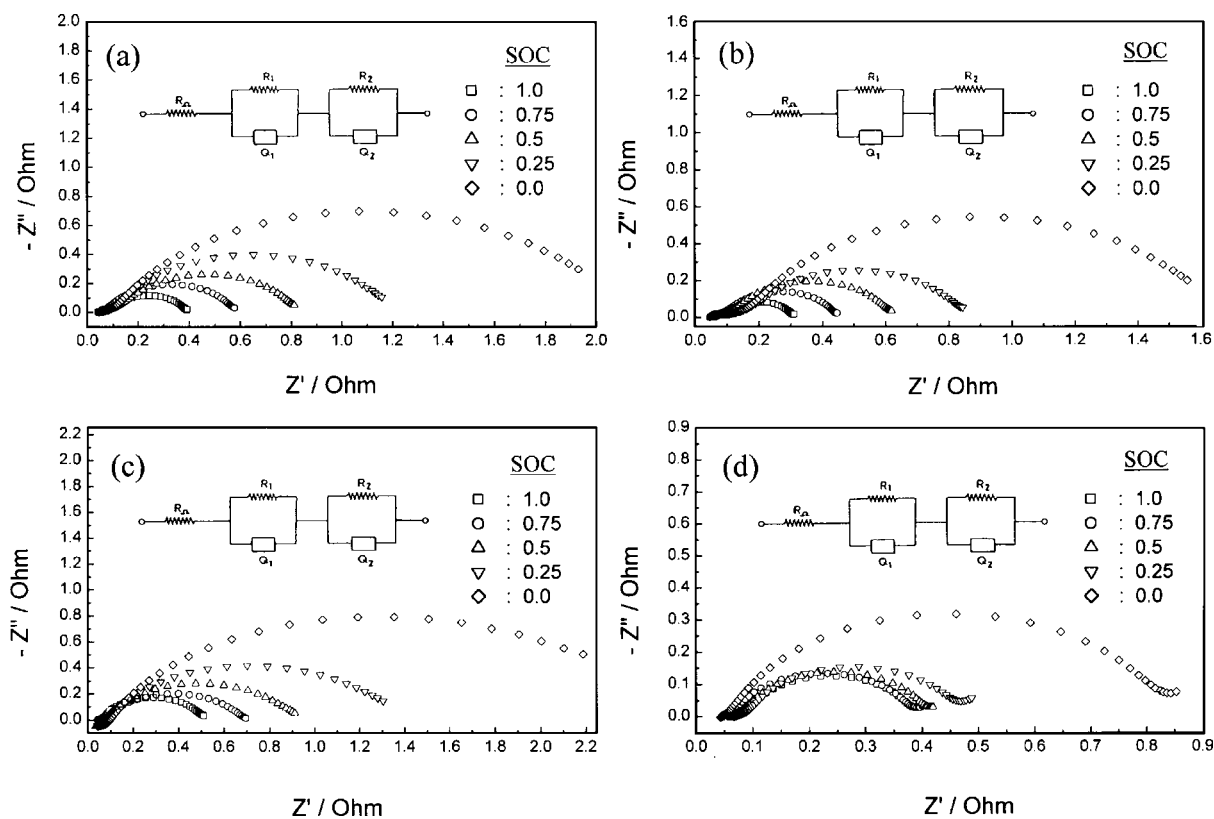 (a)
SOC
: 1.0
: 0.75
: 0.5
: 0.25
: 0.0
RΩ
R1
Q1
R2
Q2
2.0
1.8
1.6
1.4
1.2
1.0
0.8
0.6
0.4
0.2
0.0
- Z" / Ohm
0.0 0.2 0.4 0.6 0.8 1.0 1.2 1.4 1.6 1.8 2.0
Z' / Ohm
(b)
SOC
: 1.0
: 0.75
: 0.5
: 0.25
: 0.0
RΩ
R1
Q1
R2
Q2
1.6
1.4
1.2
1.0
0.8
0.6
0.4
0.2
0.0
- Z" / Ohm
0.0 0.2 0.4 0.6 0.8 1.0 1.2 1.4 1.6
Z' / Ohm
(c)
SOC
: 1.0
: 0.75
: 0.5
: 0.25
: 0.0
RΩ
R1
Q1
R2
Q2
2.2
2.0
1.8
1.6
1.4
1.2
1.0
0.8
0.6
0.4
0.2
0.0
- Z" / Ohm
0.0 0.2 0.4 0.6 0.8 1.0 1.2 1.4 1.6 1.8 2.0 2.2
Z' / Ohm
(d)
SOC
: 1.0
: 0.75
: 0.5
: 0.25
: 0.0
RΩ
R1
Q1
R2
Q2
0.9
0.8
0.7
0.6
0.5
0.4
0.3
0.2
0.1
0.0
- Z" / Ohm
0.0 0.1 0.2 0.3 0.4 0.5 0.6 0.7 0.8 0.9
Z' / Ohm